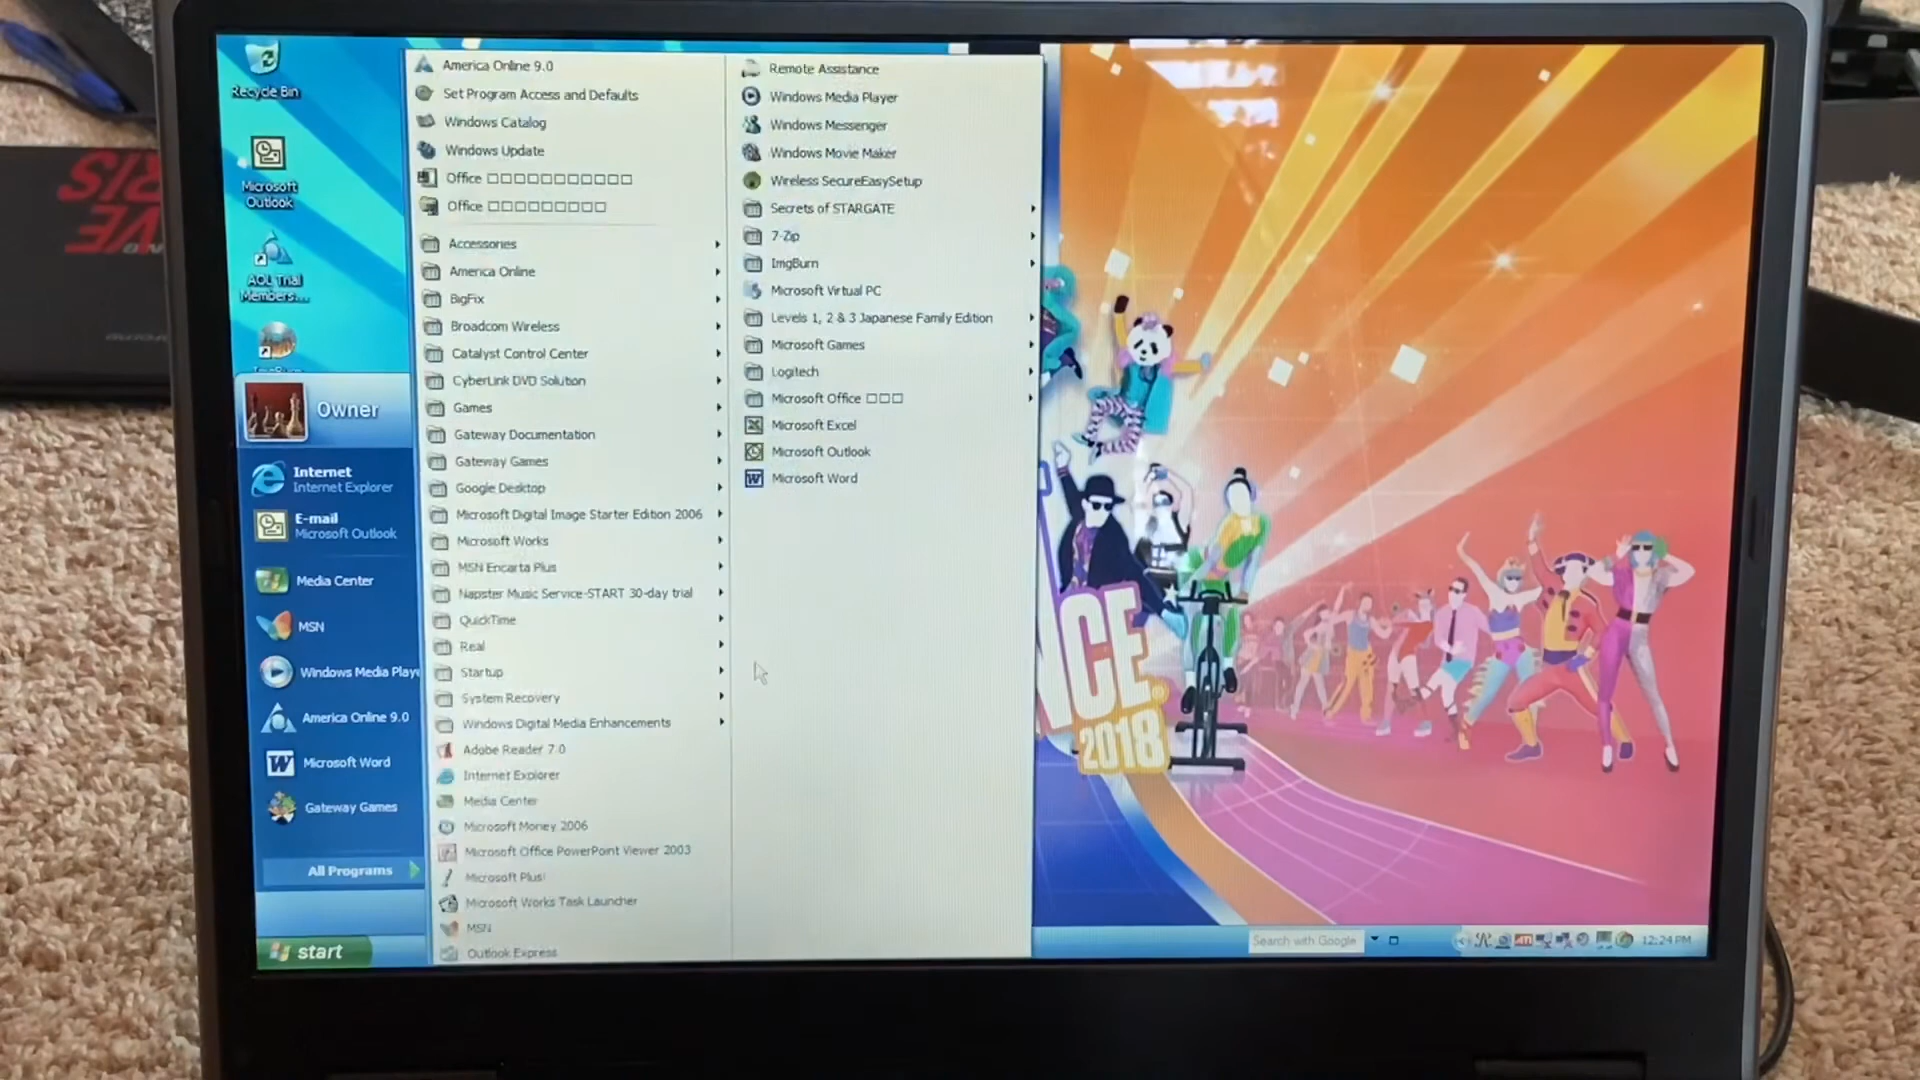 Recycle Bin
Microsoft
Outlook
AOL Trial
Members...
Owner
Internet
Internet Explorer
E-mail
Microsoft Outlook
Media Center
MSN
Windows Media Playe
America Online 9.0
Microsoft Word
Gateway Games
All Programs
start
America Online 9.0
Set Program Access and Defaults
Windows Catalog
Windows Update
Office □□□□□□□□□□□
Office □□□□□□□□□
Accessories
America Online
BigFix
Broadcom Wireless
Catalyst Control Center
CyberLink DVD Solution
Games
Gateway Documentation
Gateway Games
Google Desktop
Microsoft Digital Image Starter Edition 2006
Microsoft Works
MSN Encarta Plus
Napster Music Service-START 30-day trial
QuickTime
Real
Startup
System Recovery
Windows Digital Media Enhancements
Adobe Reader 7.0
Internet Explorer
Media Center
Microsoft Money 2006
Microsoft Office PowerPoint Viewer 2003
Microsoft Plus!
Microsoft Works Task Launcher
MSN
Outlook Express
Remote Assistance
Windows Media Player
Windows Messenger
Windows Movie Maker
Wireless SecureEasySetup
Secrets of STARGATE
7-Zip
ImgBurn
Microsoft Virtual PC
Levels 1, 2 & 3 Japanese Family Edition
Microsoft Games
Logitech
Microsoft Office □□□
Microsoft Excel
Microsoft Outlook
Microsoft Word
NCE
2018
Search with Google
ATI
12:24 PM